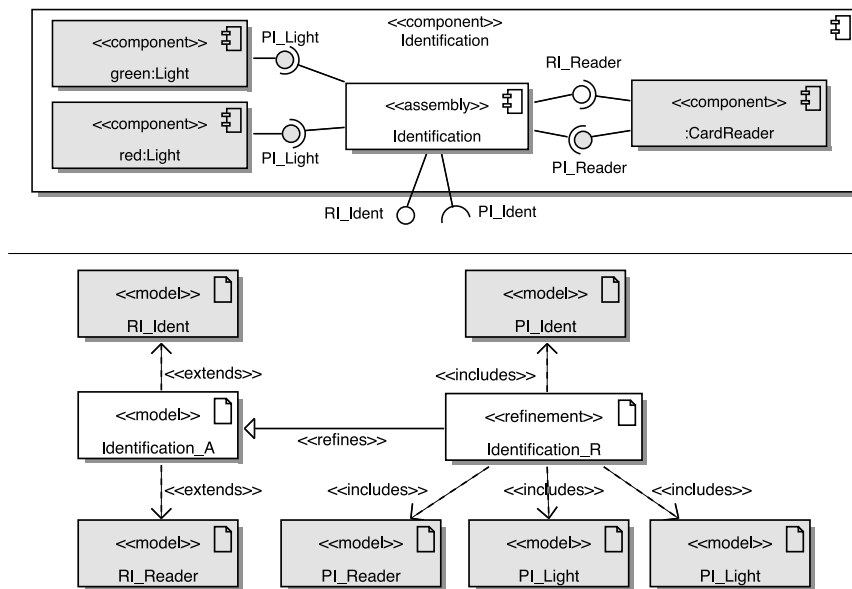 <<component>>
Identification
<<component>>
green:Light
PI_Light
<<component>>
red:Light
PI_Light
<<assembly>>
Identification
RI_Reader
PI_Reader
<<component>>
:CardReader
RI_Ident
PI_Ident
<<model>>
RI_Ident
<<model>>
PI_Ident
<<extends>>
<<includes>>
<<model>>
Identification_A
<<refines>>
<<refinement>>
Identification_R
<<extends>>
<<includes>>
<<includes>>
<<includes>>
<<model>>
RI_Reader
<<model>>
PI_Reader
<<model>>
PI_Light
<<model>>
PI_Light